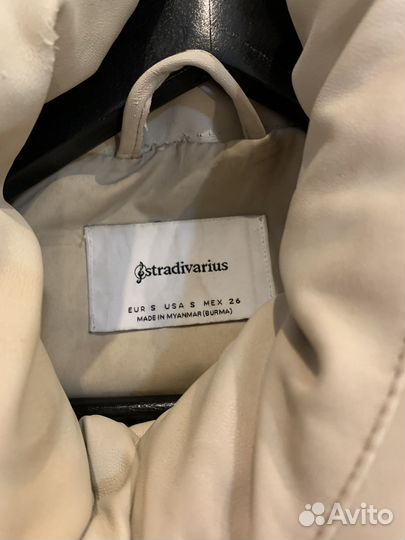 stradivarius
EUR S USA S MEX 26
MADE IN MYANMAR (BURMA)
Avito